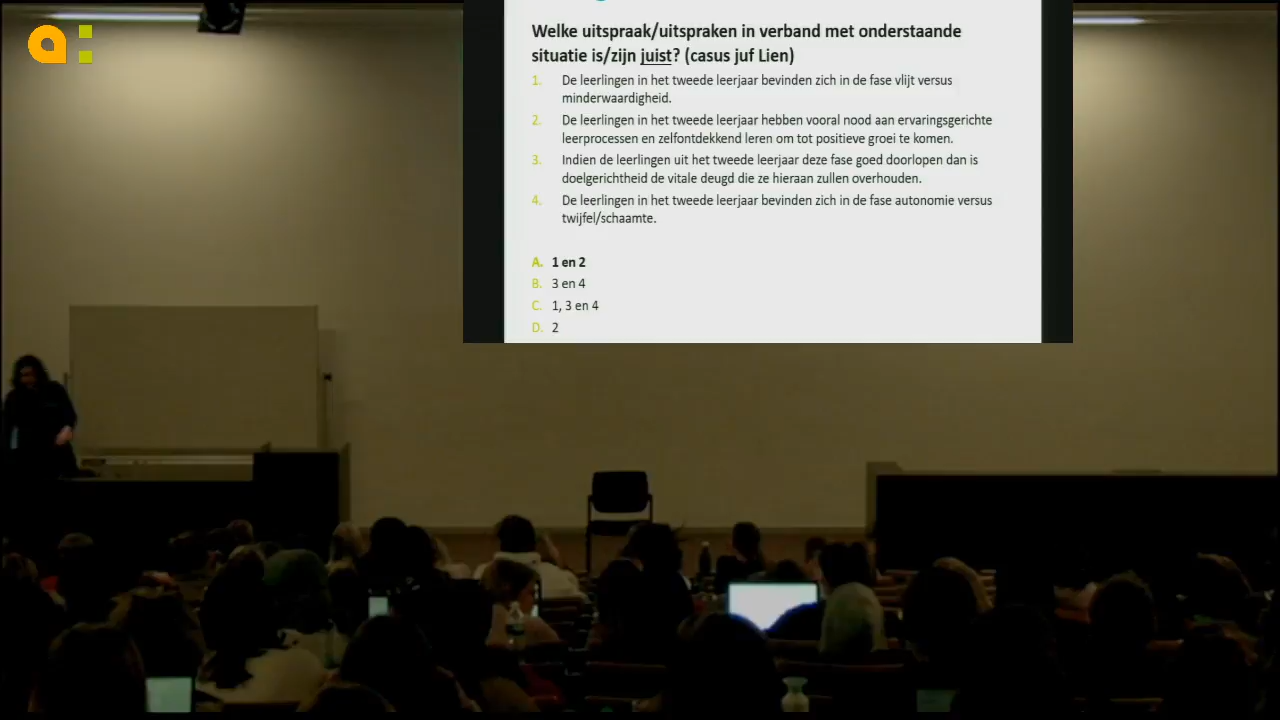 a:
Welke uitspraak/uitspraken in verband met onderstaande
situatie is/zijn juist? (casus juf Lien)
1. De leerlingen in het tweede leerjaar bevinden zich in de fase vlijt versus
minderwaardigheid.
2. De leerlingen in het tweede leerjaar hebben vooral nood aan ervaringsgerichte
leerprocessen en zelfontdekkend leren om tot positieve groei te komen.
3. Indien de leerlingen uit het tweede leerjaar deze fase goed doorlopen dan is
doelgerichtheid de vitale deugd die ze hieraan zullen overhouden.
4. De leerlingen in het tweede leerjaar bevinden zich in de fase autonomie versus
twijfel/schaamte.
A. 1 en 2
B. 3 en 4
C. 1, 3 en 4
D. 2